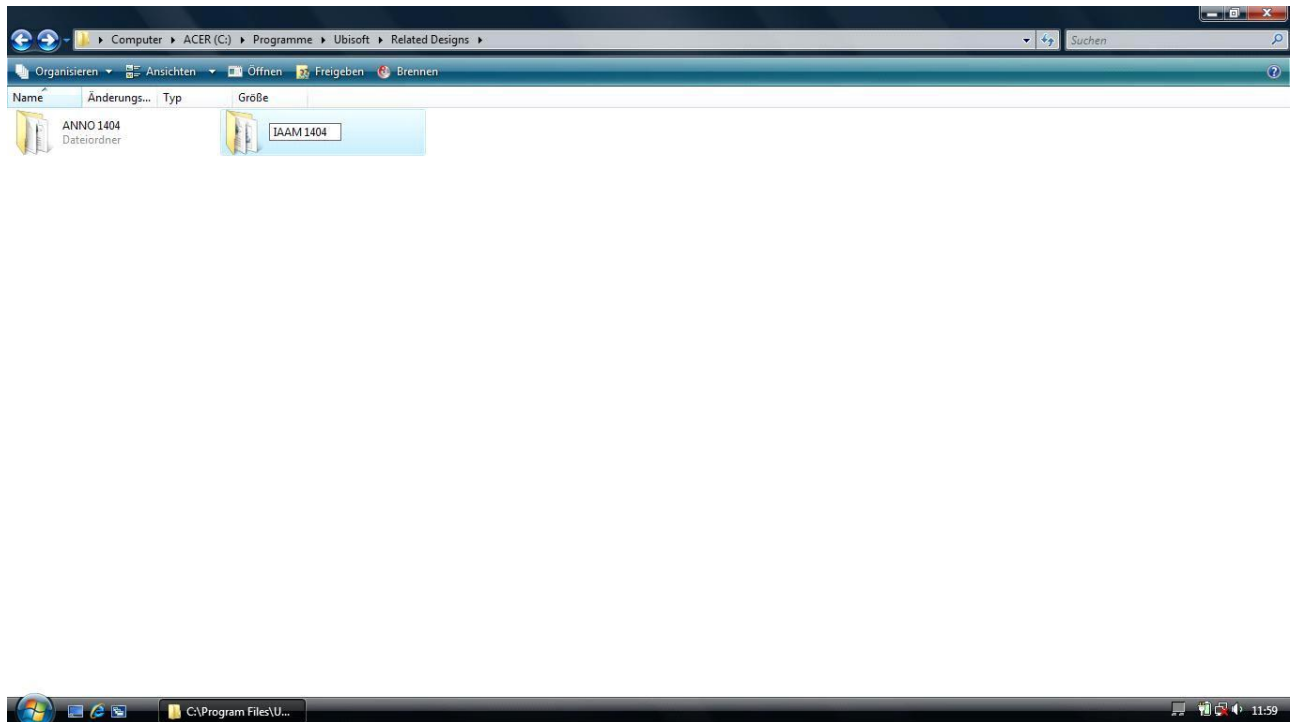 Computer ▸ ACER (C:) ▸ Programme ▸ Ubisoft ▸ Related Designs ▸
Suchen
Organisieren Ansichten Öffnen Freigeben Brennen
Name Änderungs... Typ Größe
ANNO 1404
Dateiordner
IAAM 1404
C:\Program Files\U...
11:59